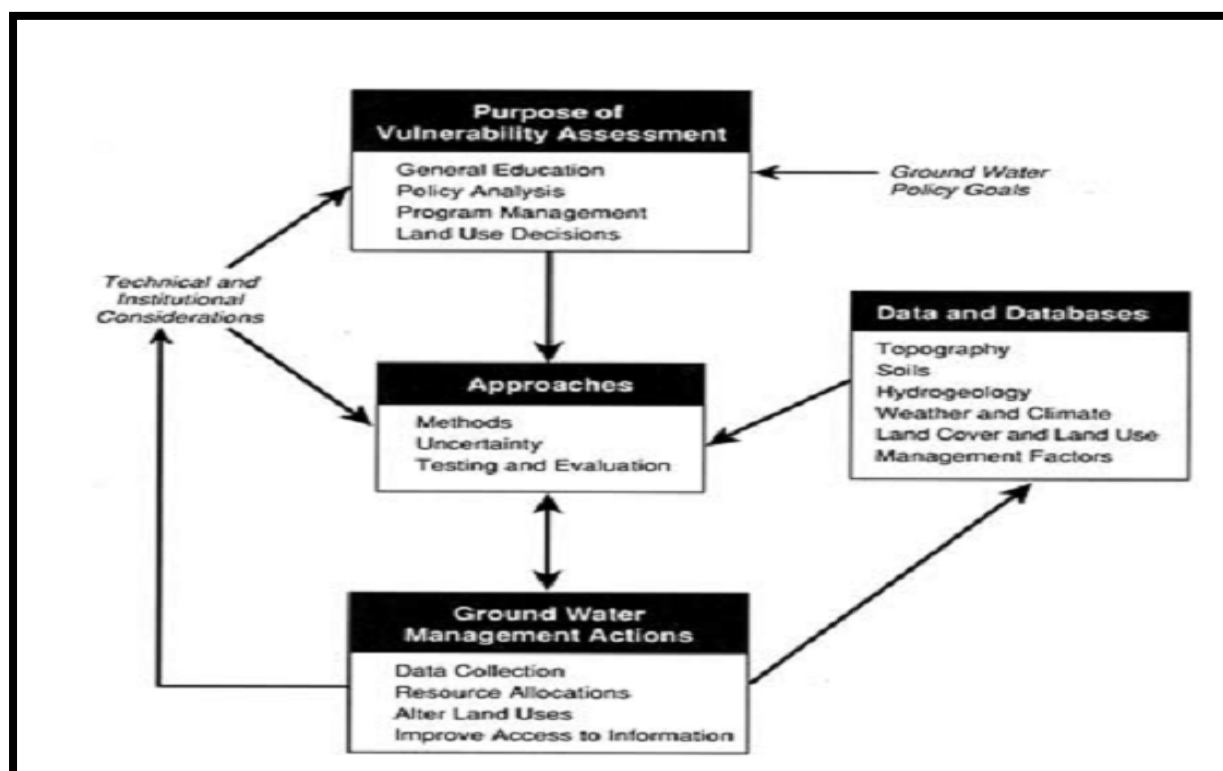 Purpose of
Vulnerability Assessment
General Education
Policy Analysis
Program Management
Land Use Decisions
Ground Water
Policy Goals
Technical and
Institutional
Considerations
Data and Databases
Topography
Soils
Hydrogeology
Weather and Climate
Land Cover and Land Use
Management Factors
Approaches
Methods
Uncertainty
Testing and Evaluation
Ground Water
Management Actions
Data Collection
Resource Allocations
Alter Land Uses
Improve Access to Information